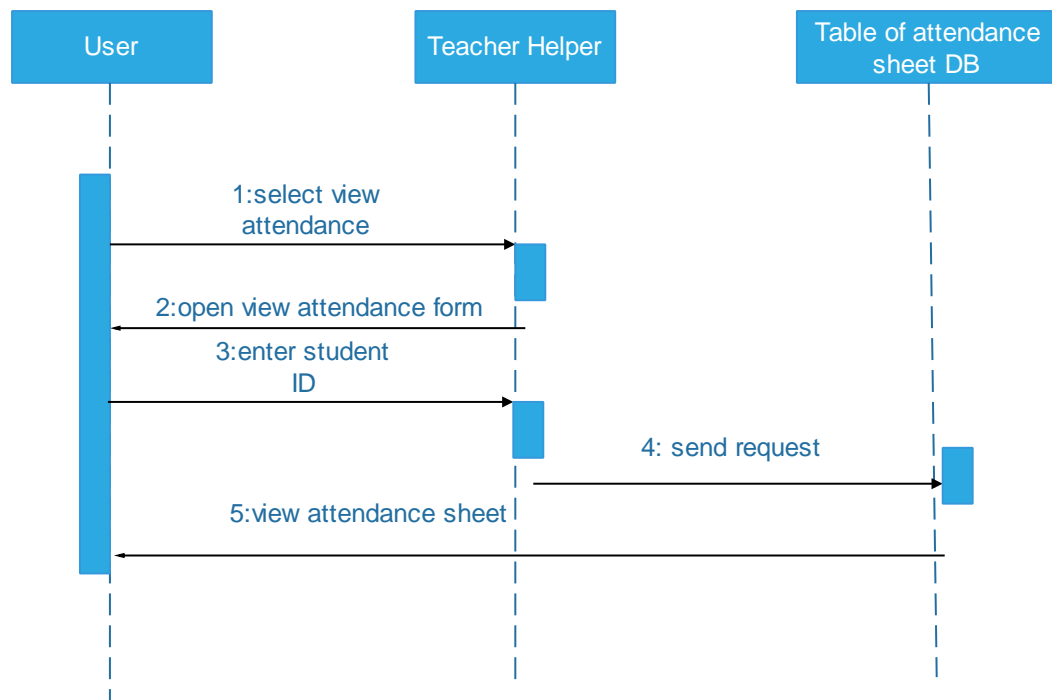 User
Teacher Helper
Table of attendance
sheet DB
1:select view
attendance
2:open view attendance form
3:enter student
ID
4: send request
5:view attendance sheet